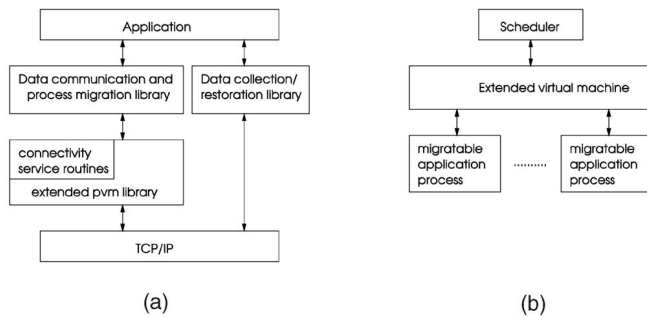 Application
Data communication and
process migration library
Data collection/
restoration library
connectivity
service routines
extended pvm library
TCP/IP
(a)
Scheduler
Extended virtual machine
migratable
application
process
..........
migratable
application
process
(b)